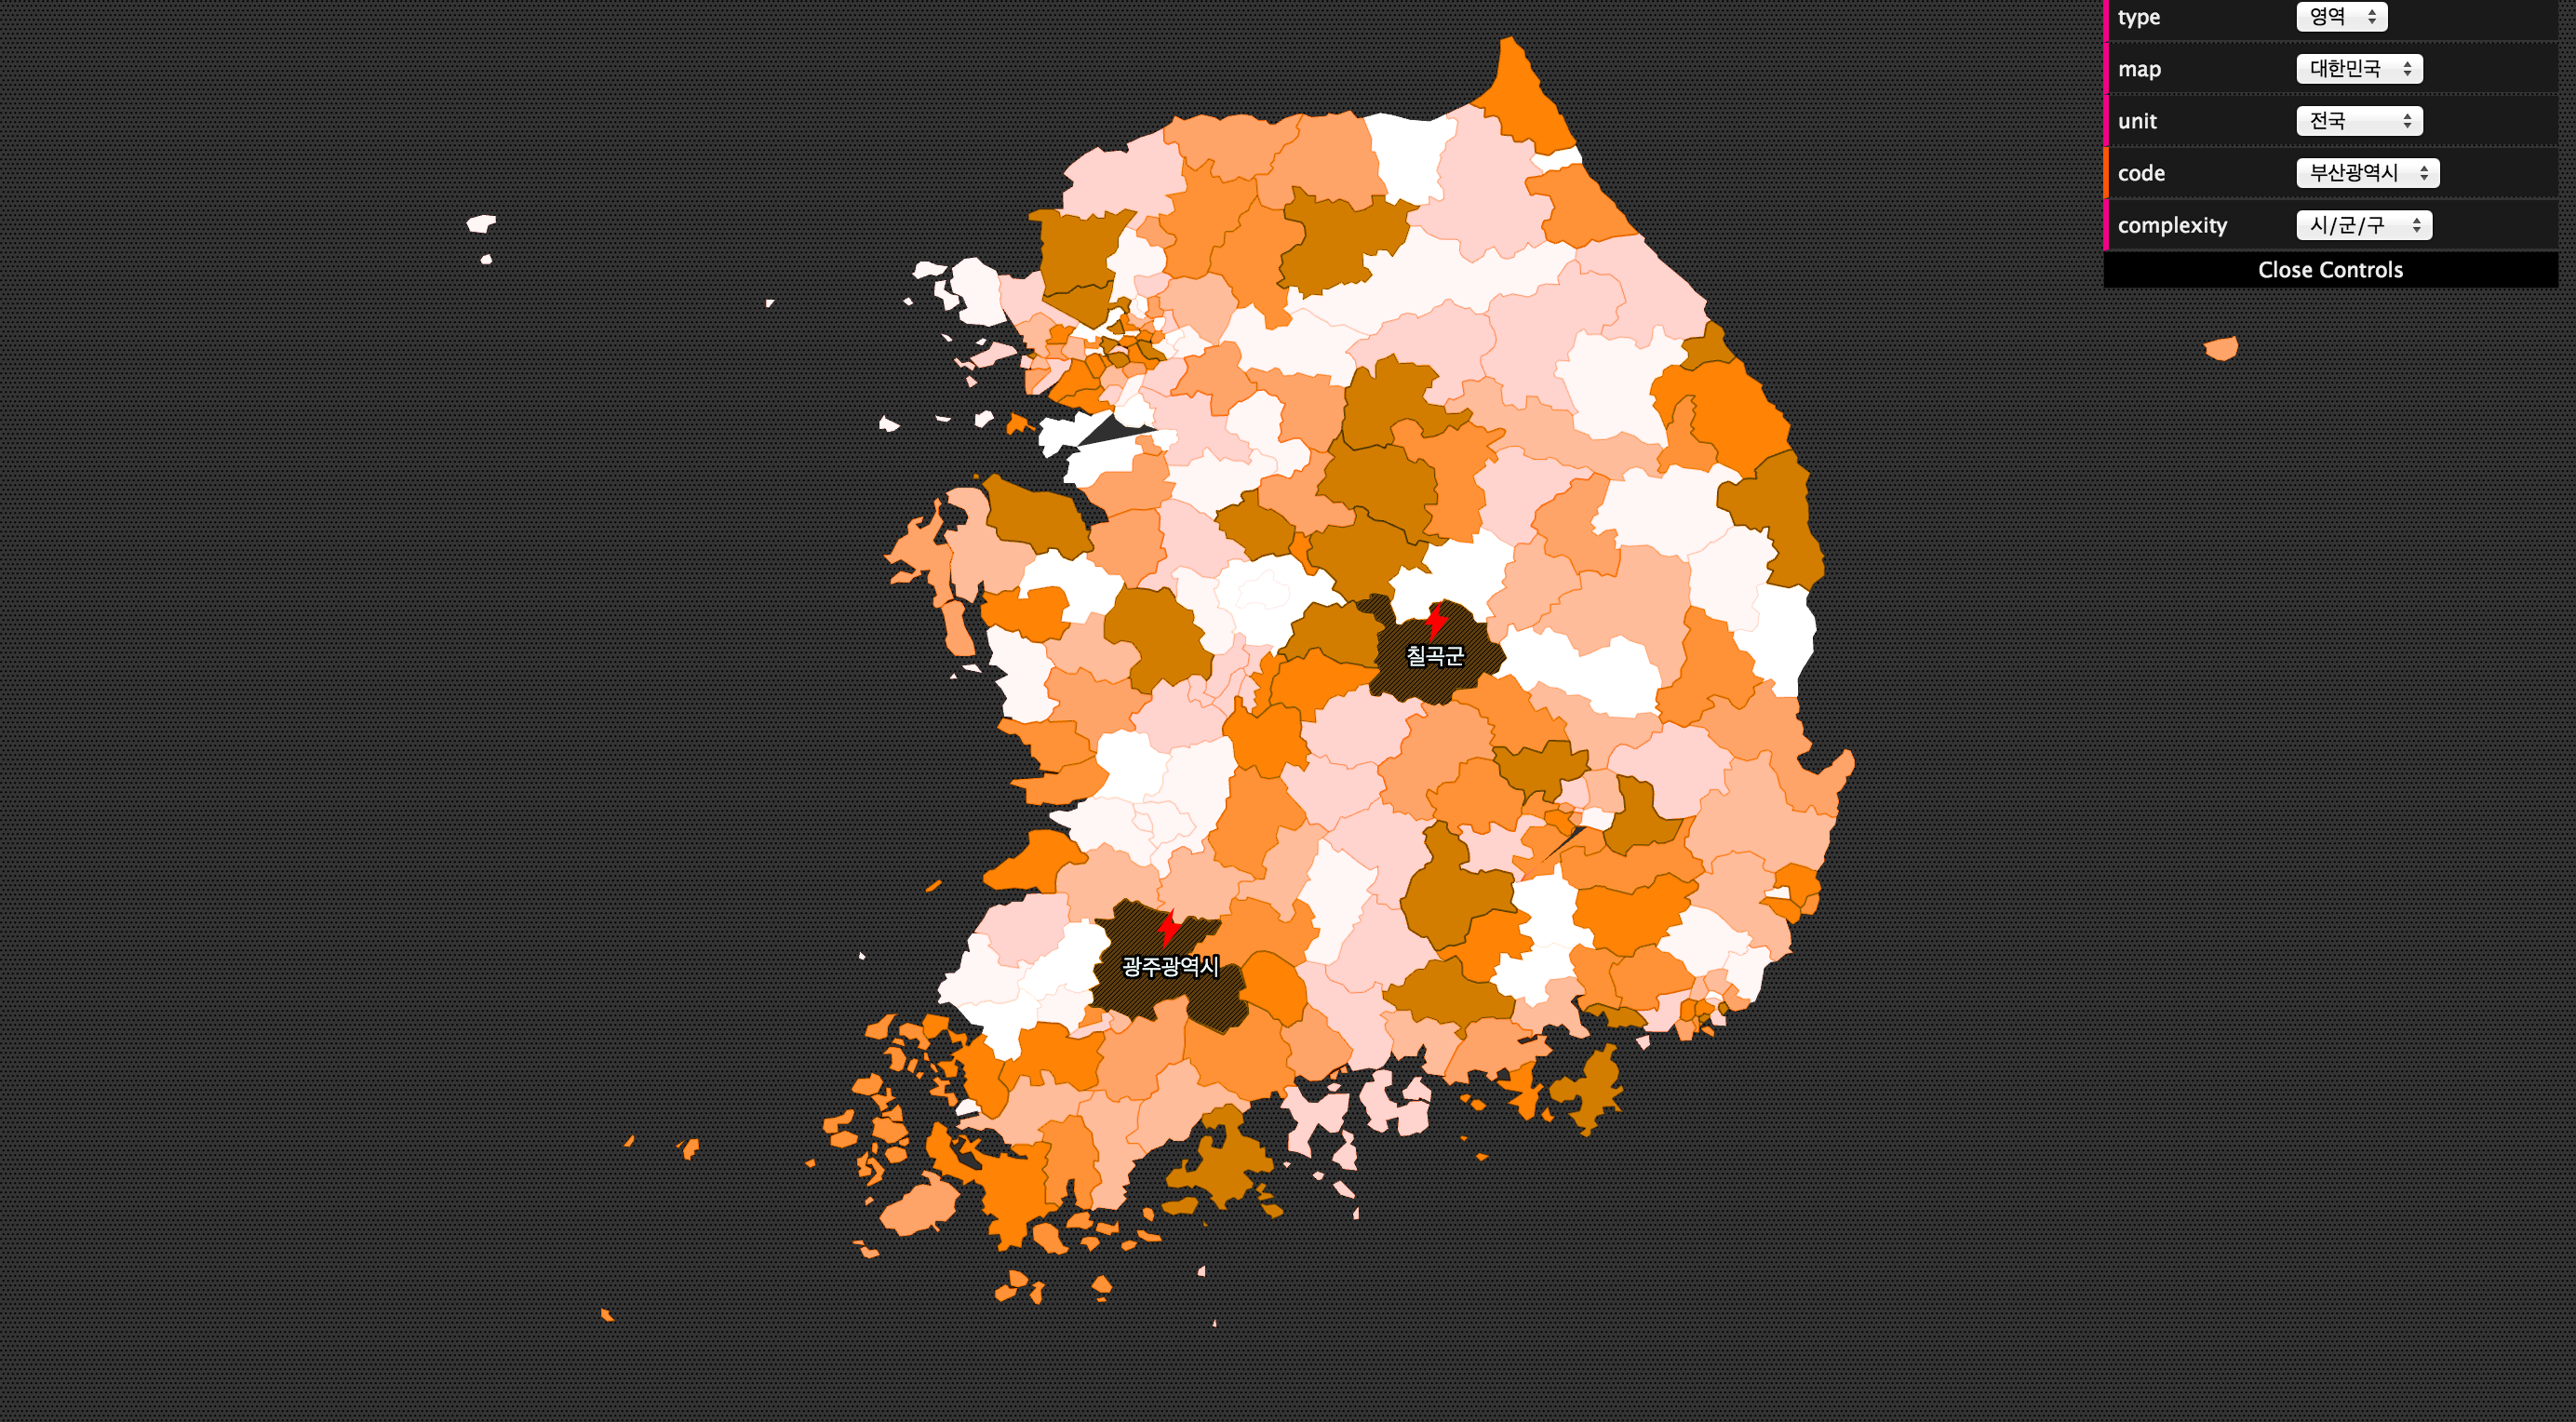 type 영역
map 대한민국
unit 전국
code 부산광역시
complexity 시/군/구
Close Controls
칠곡군
광주광역시